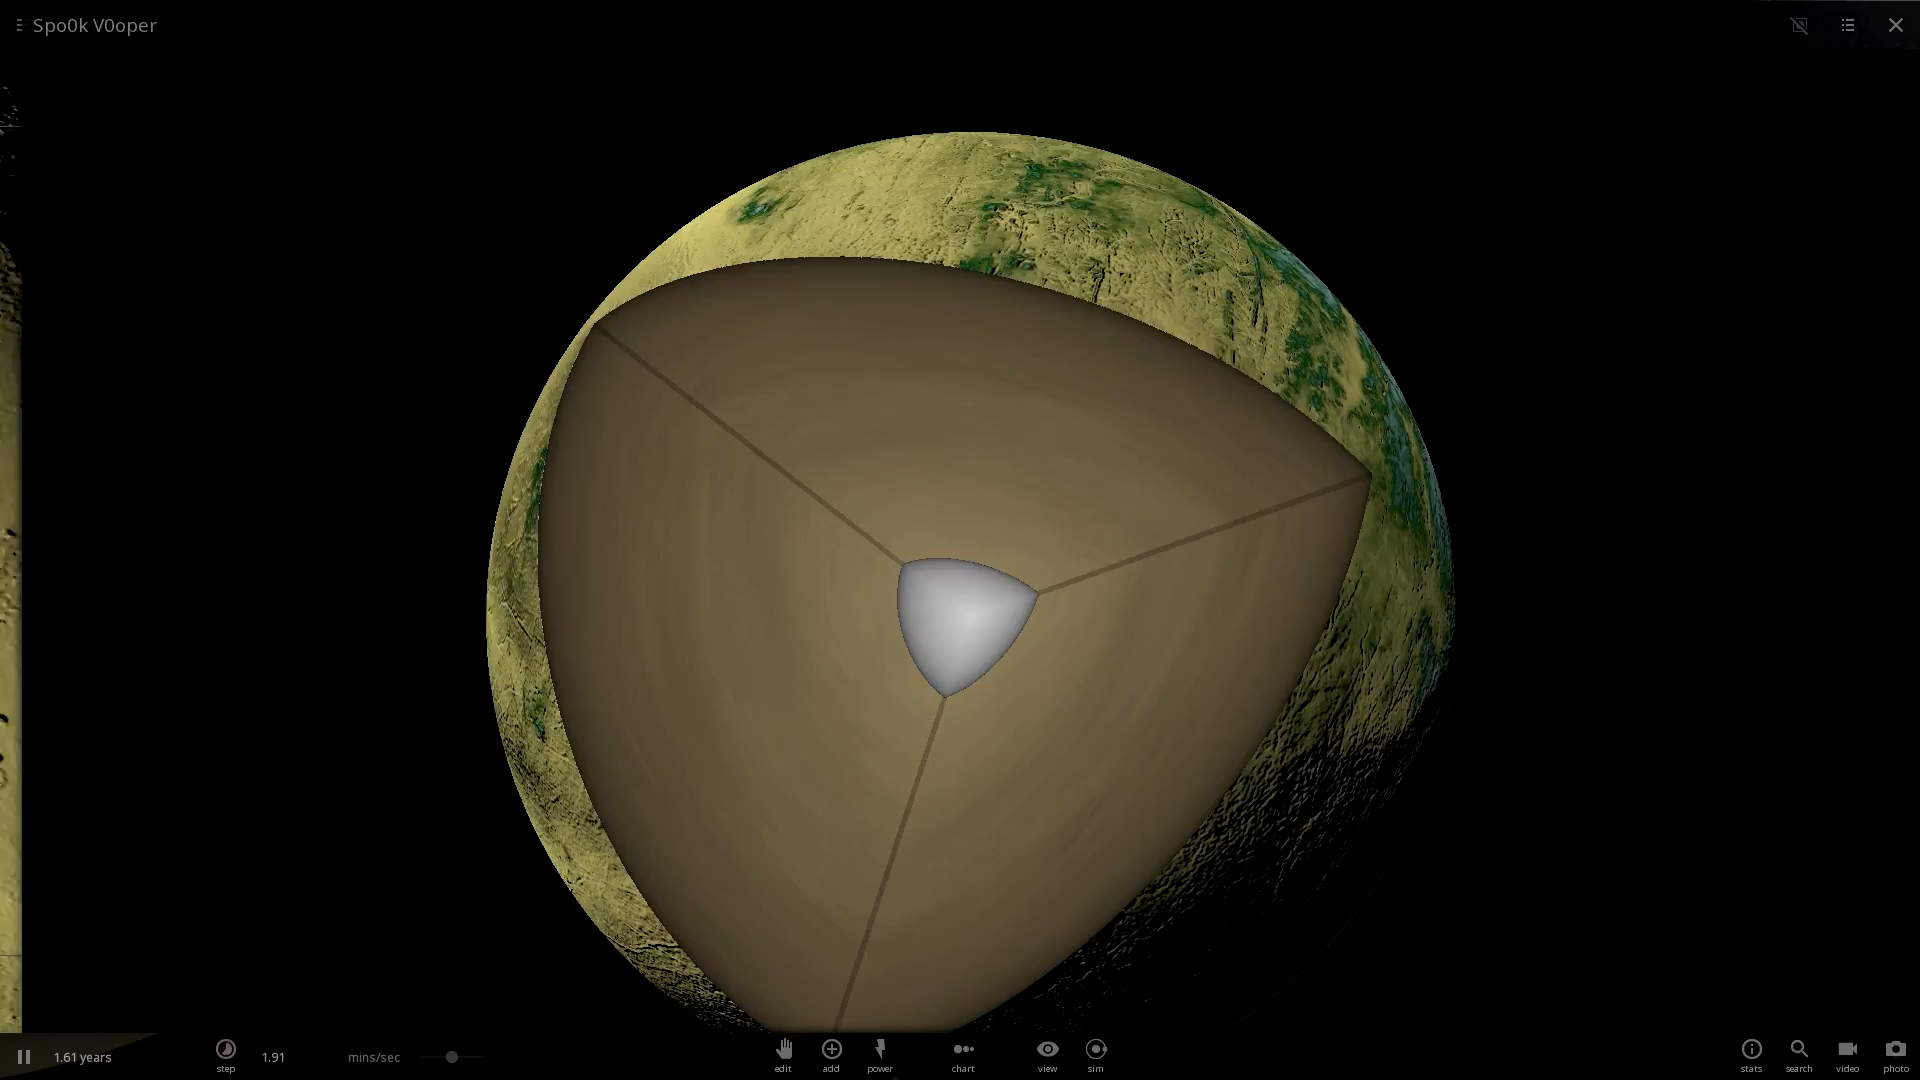 Spo0k V0oper
1.61 years
step
1.91
mins/sec
edit
add
power
chart
view
sim
stats
search
video
photo